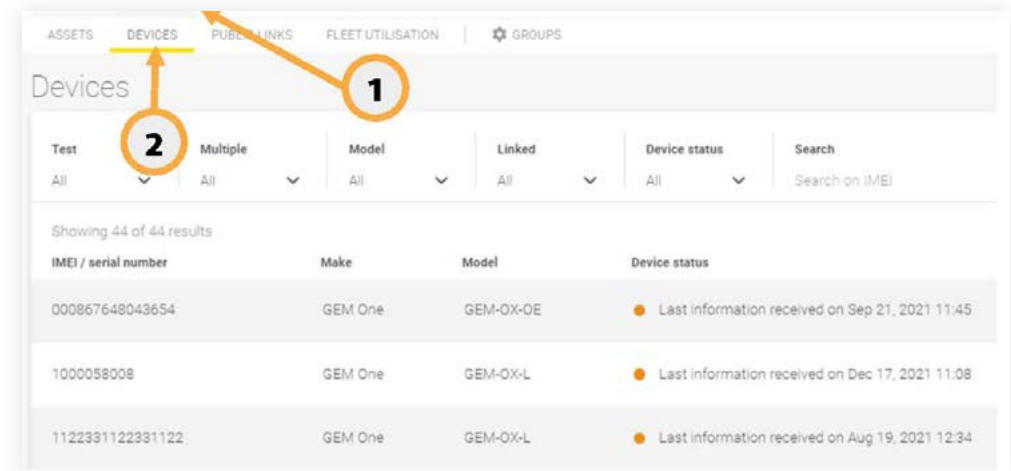 ASSETS DEVICES PUBLIC LINKS FLEET UTILISATION GROUPS
1
Devices
2
Test Multiple Model Linked Device status Search
All All All All All Search on IMEI
Showing 44 of 44 results
IMEI / serial number Make Model Device status
000867648043654 GEM One GEM-OX-OE Last information received on Sep 21, 2021 11:45
1000058008 GEM One GEM-OX-L Last information received on Dec 17, 2021 11:08
1122331122331122 GEM One GEM-OX-L Last information received on Aug 19, 2021 12:34